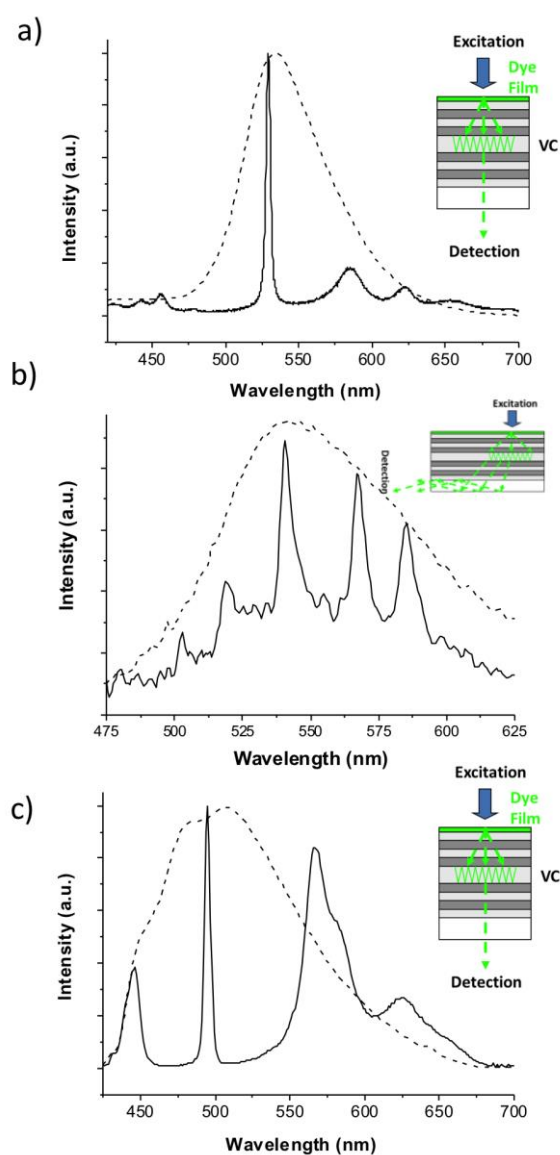 a)
Intensity (a.u.)
450 500 550 600 650 700
Wavelength (nm)
Excitation
Dye
Film
VC
Detection
b)
Intensity (a.u.)
475 500 525 550 575 600 625
Wavelength (nm)
Excitation
Detection
c)
Intensity (a.u.)
450 500 550 600 650 700
Wavelength (nm)
Excitation
Dye
Film
VC
Detection